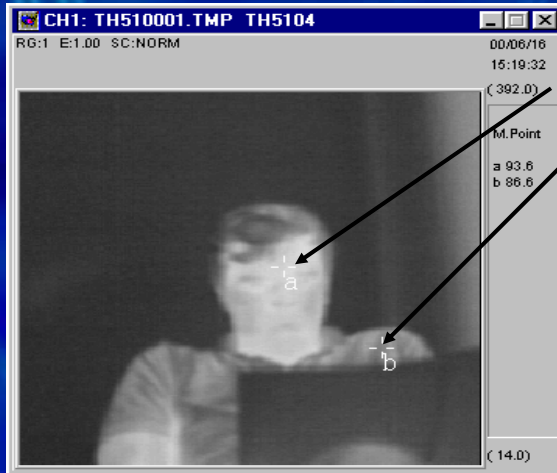 CH1: TH510001.TMP TH5104
RG:1 E:1.00 SC:NORM
00/06/16
15:19:32
( 392.0)
M.Point
a 93.6
b 86.6
a
b
( 14.0)